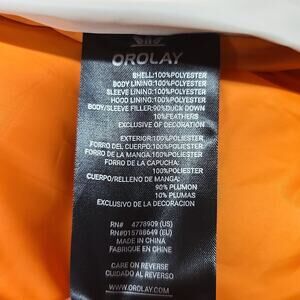 OROLAY
SHELL:100%POLYESTER
BODY LINING:100%POLYESTER
SLEEVE LINING:100%POLYESTER
HOOD LINING:100%POLYESTER
BODY/SLEEVE FILLER:90%DUCK DOWN
10%FEATHERS
EXCLUSIVE OF DECORATION
EXTERIOR:100%POLIESTER
FORRO DEL CUERPO:100%POLIESTER
FORRO DE LA MANGA:100%POLIESTER
FORRO DE LA CAPUCHA:
100%POLIESTER
CUERPO/RELLENO DE MANGA:
90% PLUMON
10% PLUMAS
EXCLUSIVO DE LA DECORACION
RN# 4778909 (US)
RN#015788649 (EU)
MADE IN CHINA
FABRIQUE EN CHINE
CARE ON REVERSE
CUIDADO AL REVERSO
WWW.OROLAY.COM